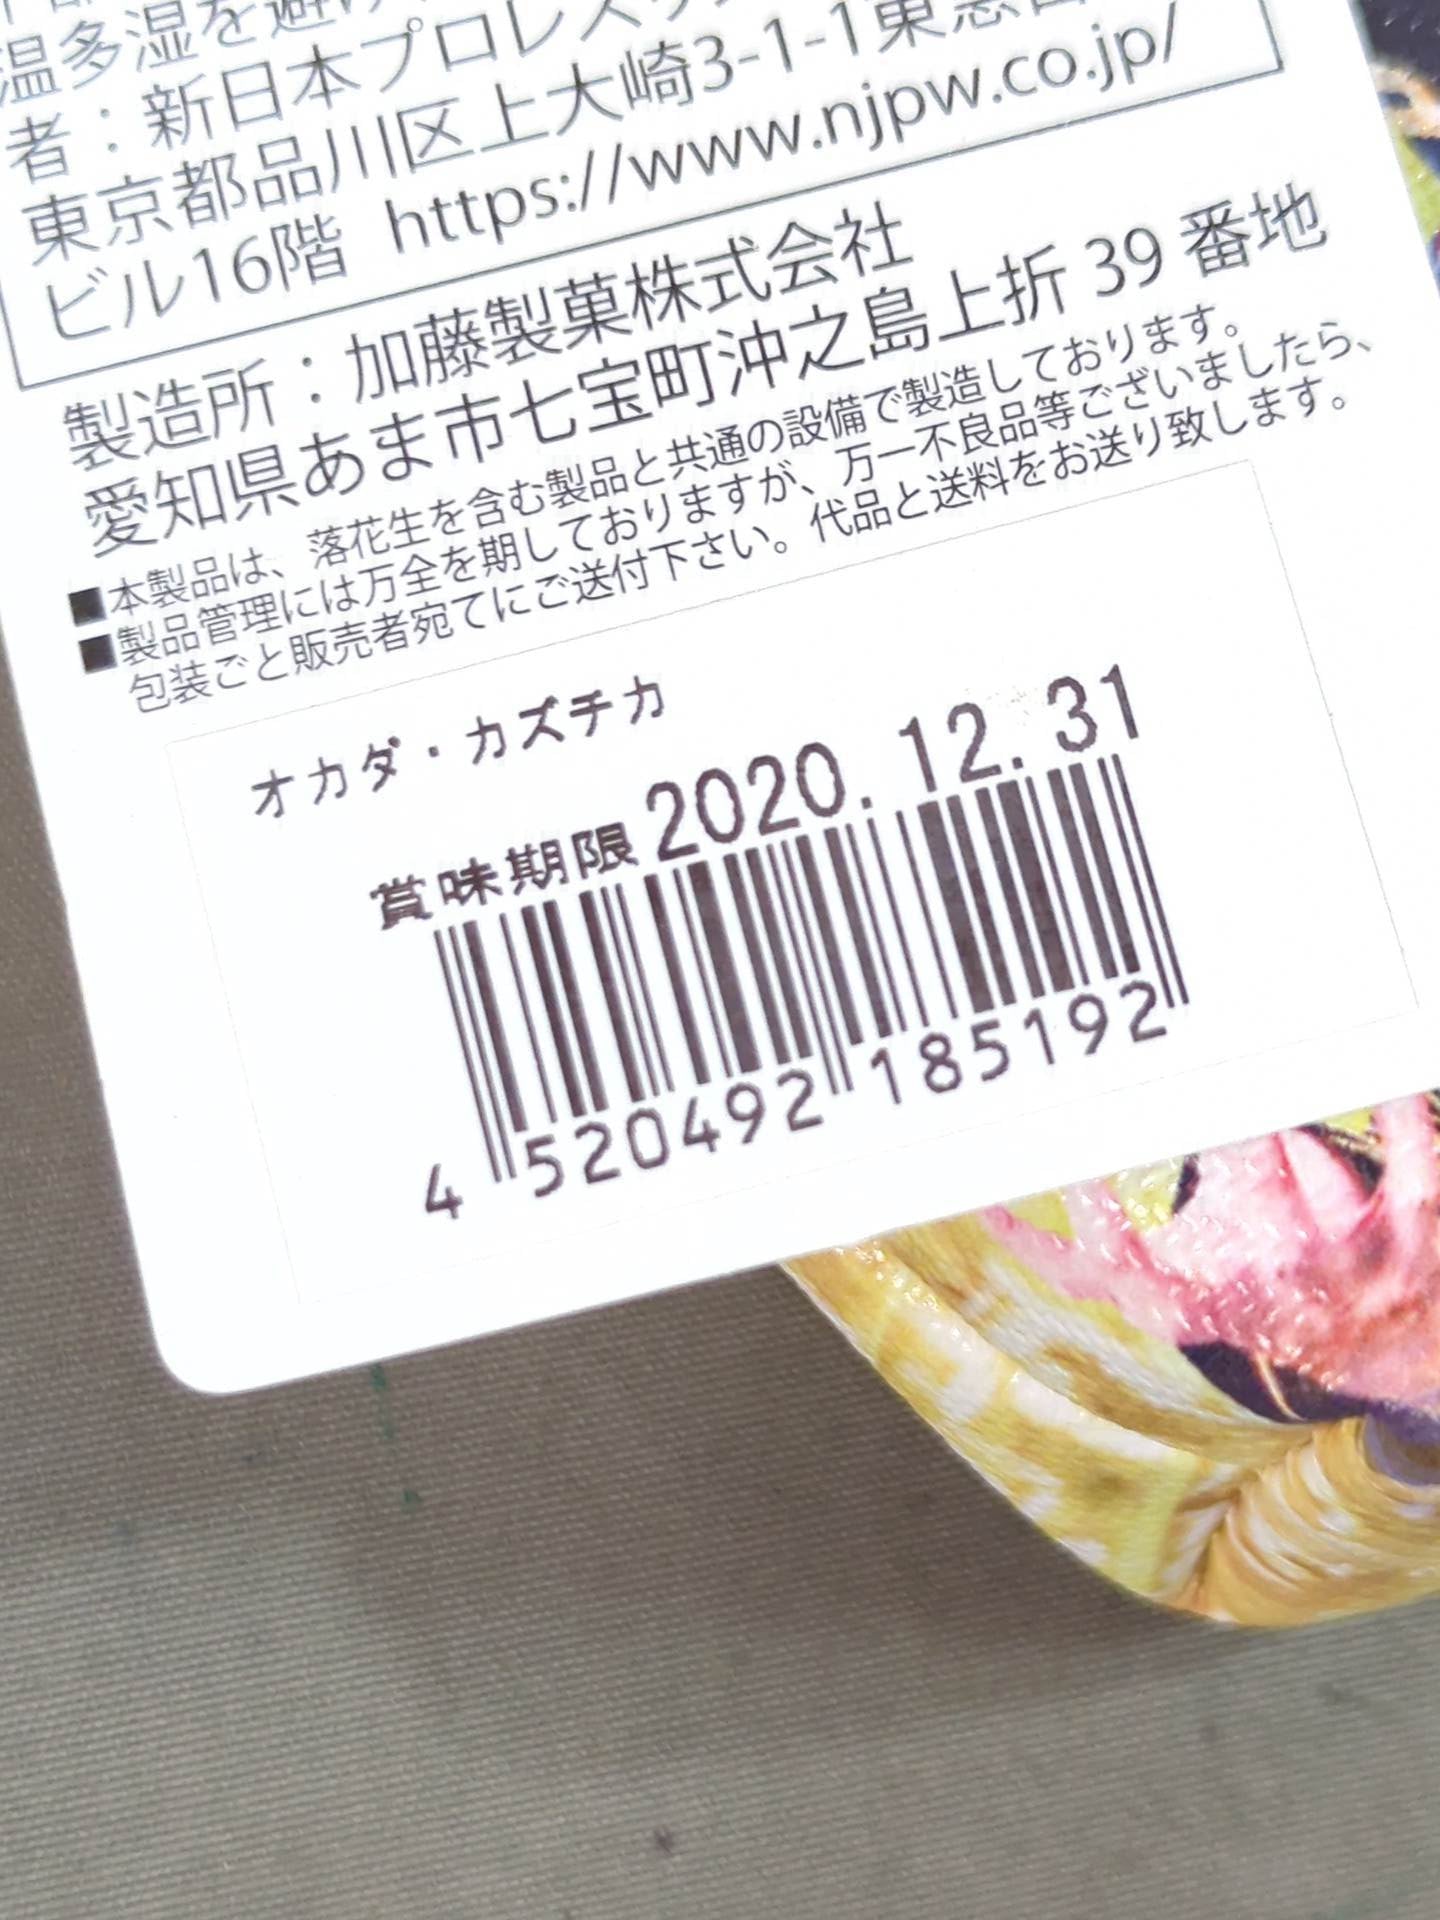 温多湿を避け
者：新日本プロレス
東京都品川区上大崎3-1-1東急
ビル16階 https://www.njpw.co.jp/
製造所：加藤製菓株式会社
愛知県あま市七宝町沖之島上折 39 番地
■本製品は、落花生を含む製品と共通の設備で製造しております。
■製品管理には万全を期しておりますが、万一不良品等ございましたら、
包装ごと販売者宛てにご送付下さい。代品と送料をお送り致します。
オカダ・カズチカ
賞味期限 2020. 12. 31
4 520492 185192